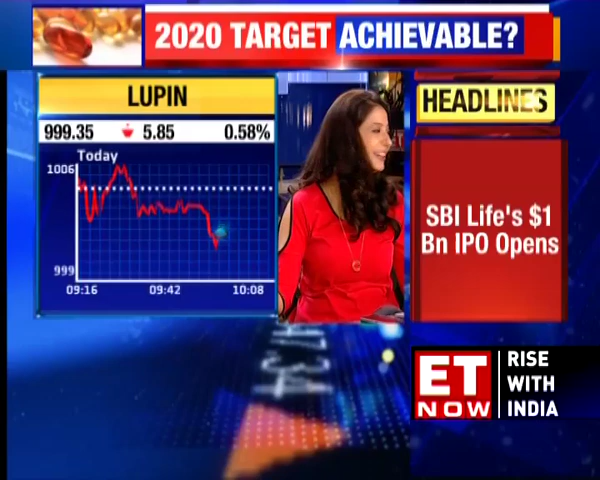 2020 TARGET ACHIEVABLE?
LUPIN
999.35 5.85 0.58%
Today
1006
999
09:16 09:42 10:08
HEADLINES
SBI Life's $1
Bn IPO Opens
ET
NOW
RISE
WITH
INDIA